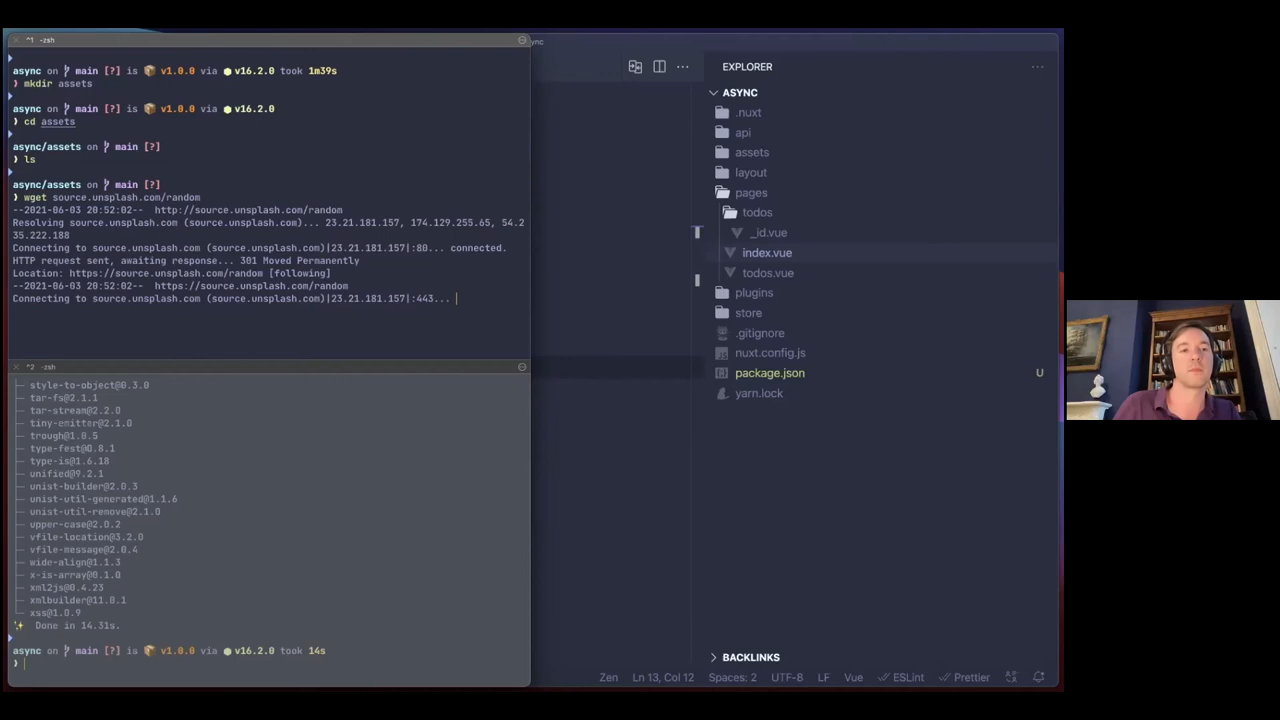 ⌃1 -zsh
async on main [?] is v1.0.0 via v16.2.0 took 1m39s
❯ mkdir assets
async on main [?] is v1.0.0 via v16.2.0
❯ cd assets
async/assets on main [?]
❯ ls
async/assets on main [?]
❯ wget source.unsplash.com/random
--2021-06-03 20:52:02--  http://source.unsplash.com/random
Resolving source.unsplash.com (source.unsplash.com)... 23.21.181.157, 174.129.255.65, 54.2
35.222.188
Connecting to source.unsplash.com (source.unsplash.com)|23.21.181.157|:80... connected.
HTTP request sent, awaiting response... 301 Moved Permanently
Location: https://source.unsplash.com/random [following]
--2021-06-03 20:52:02--  https://source.unsplash.com/random
Connecting to source.unsplash.com (source.unsplash.com)|23.21.181.157|:443...
⌃2 -zsh
├─ style-to-object@0.3.0
├─ tar-fs@2.1.1
├─ tar-stream@2.2.0
├─ tiny-emitter@2.1.0
├─ trough@1.0.5
├─ type-fest@0.8.1
├─ type-is@1.6.18
├─ unified@9.2.1
├─ unist-builder@2.0.3
├─ unist-util-generated@1.1.6
├─ unist-util-remove@2.1.0
├─ upper-case@2.0.2
├─ vfile-location@3.2.0
├─ vfile-message@2.0.4
├─ wide-align@1.1.3
├─ x-is-array@0.1.0
├─ xml2js@0.4.23
├─ xmlbuilder@11.0.1
└─ xss@1.0.9
✨ Done in 14.31s.
async on main [?] is v1.0.0 via v16.2.0 took 14s
❯
ync
EXPLORER
ASYNC
.nuxt
api
assets
layout
pages
todos
_id.vue
index.vue
todos.vue
plugins
store
.gitignore
nuxt.config.js
package.json U
yarn.lock
BACKLINKS
Zen Ln 13, Col 12 Spaces: 2 UTF-8 LF Vue ESLint Prettier